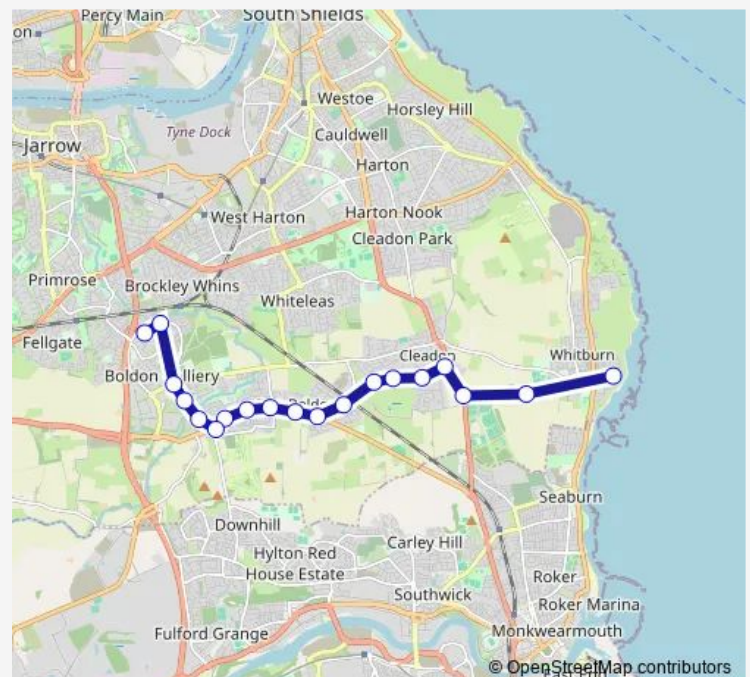 Percy Main
South Shields
on
Westoe
Horsley Hill
Tyne Dock
Cauldwell
Jarrow
Harton
West Harton
Harton Nook
Cleadon Park
Primrose
Brockley Whins
Whiteleas
Fellgate
Cleadon
Whitburn
Boldon
lliery
Seaburn
Downhill
Carley Hill
Hylton Red
House Estate
Roker
Southwick
Roker Marina
Fulford Grange
Monkwearmouth
© OpenStreetMap contributors